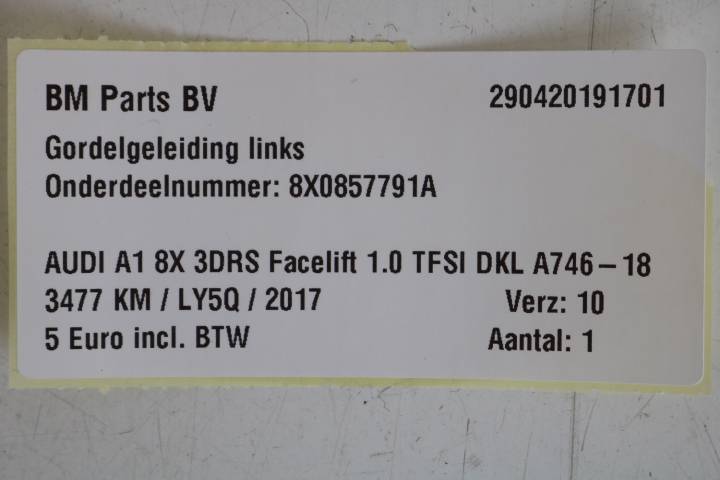 BM Parts BV 290420191701
Gordelgeleiding links
Onderdeelnummer: 8X0857791A
AUDI A1 8X 3DRS Facelift 1.0 TFSI DKL A746-18
3477 KM / LY5Q / 2017 Verz: 10
5 Euro incl. BTW Aantal: 1